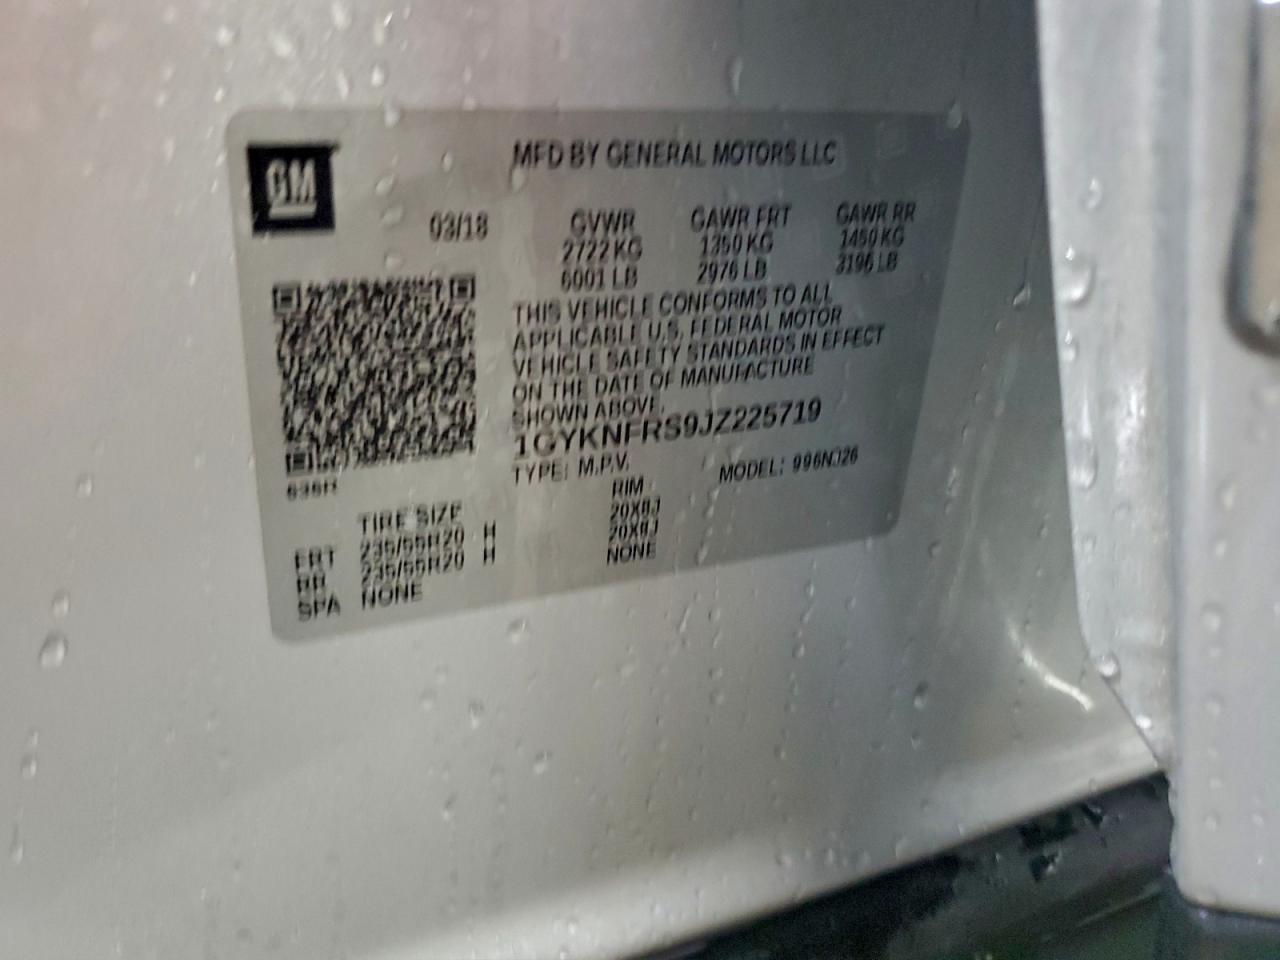 GM
MFD BY GENERAL MOTORS LLC
03/18 GVWR GAWR FRT GAWR RR
2722 KG 1350 KG 1450 KG
6001 LB 2976 LB 3196 LB
THIS VEHICLE CONFORMS TO ALL
APPLICABLE U.S. FEDERAL MOTOR
VEHICLE SAFETY STANDARDS IN EFFECT
ON THE DATE OF MANUFACTURE
SHOWN ABOVE.
1GYKNFRS9JZ225719
TYPE: M.P.V. MODEL: 996NJ26
TIRE SIZE RIM
FRT 235/55R20 H 20X8J
RR 235/55R20 H 20X8J
SPA NONE NONE